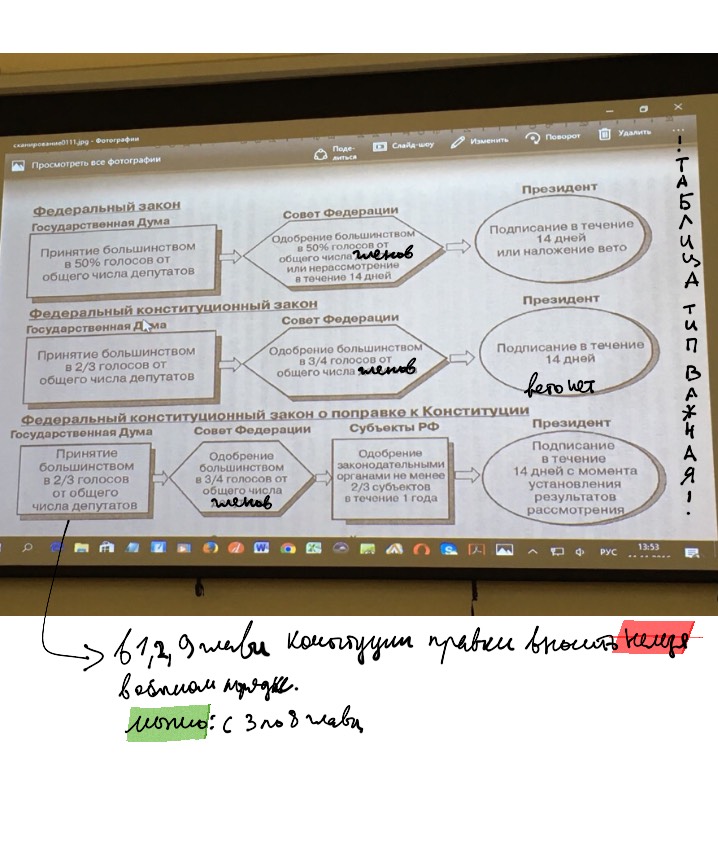 сканирование0111.jpg - Фотографии
Просмотреть все фотографии
Поделиться
Слайд-шоу
Изменить
Поворот
Удалить
! ТАБЛИЦА ТИП ВАЖНАЯ!
Федеральный закон
Государственная Дума
Принятие большинством
в 50% голосов от
общего числа депутатов
Совет Федерации
Одобрение большинством
в 50% голосов от
общего числа членов
или нерассмотрение
в течение 14 дней
Президент
Подписание в течение
14 дней
или наложение вето
Федеральный конституционный закон
Государственная Дума
Принятие большинством
в 2/3 голосов от
общего числа депутатов
Совет Федерации
Одобрение большинством
в 3/4 голосов от
общего числа членов
Президент
Подписание в течение
14 дней
вето нет
Федеральный конституционный закон о поправке к Конституции
Государственная Дума
Принятие
большинством
в 2/3 голосов
от общего
числа депутатов
Совет Федерации
Одобрение
большинством
в 3/4 голосов от
общего числа
членов
Субъекты РФ
Одобрение
законодательными
органами не менее
2/3 субъектов
в течение 1 года
Президент
Подписание
в течение
14 дней с момента
установления
результатов
рассмотрения
РУС
13:53
в 1, 2, 9 главы конституции правки вносить нельзя
в обычном порядке.
можно: с 3 по 8 главы